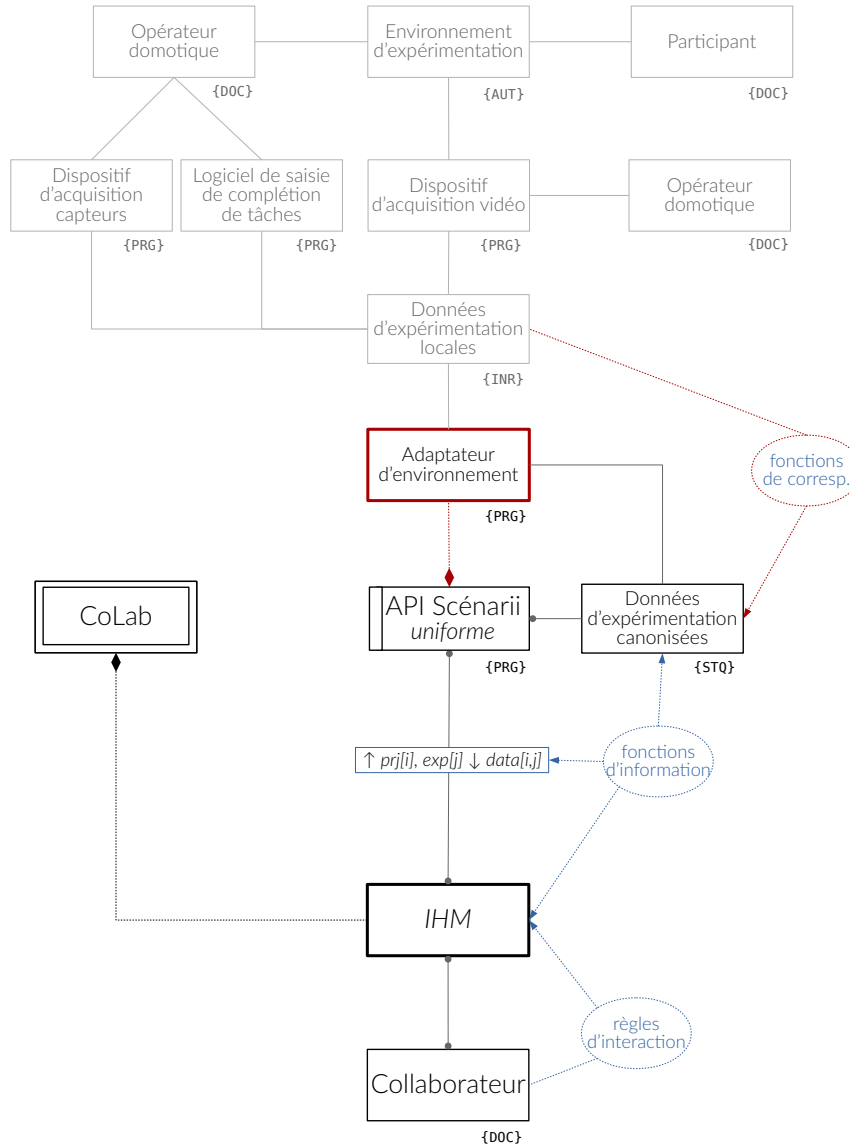 Opérateur
domotique
{DOC}
Environnement
d'expérimentation
{AUT}
Participant
{DOC}
Dispositif
d'acquisition
capteurs
{PRG}
Logiciel de saisie
de complétion
de tâches
{PRG}
Dispositif
d'acquisition vidéo
{PRG}
Opérateur
domotique
{DOC}
Données
d'expérimentation
locales
{INR}
Adaptateur
d'environnement
{PRG}
fonctions
de corresp.
CoLab
API Scénarii
uniforme
{PRG}
Données
d'expérimentation
canonisées
{STQ}
↑ prj[i], exp[j] ↓ data[i,j]
fonctions
d'information
IHM
règles
d'interaction
Collaborateur
{DOC}